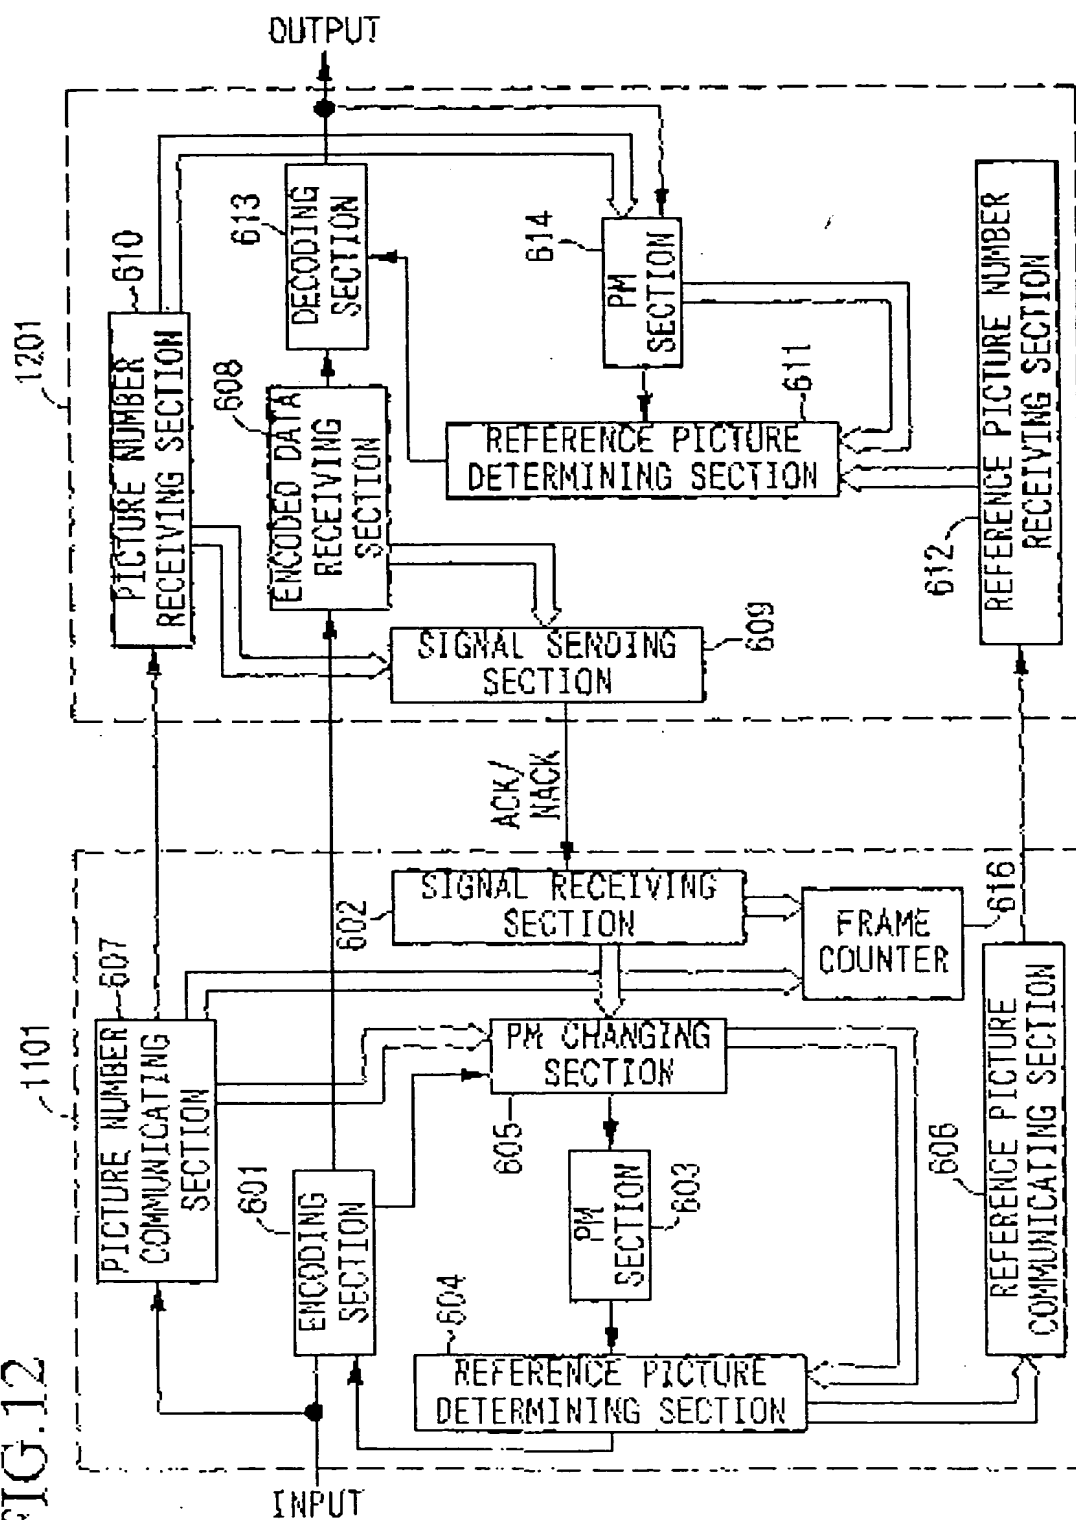 FIG.12
INPUT
1101
PICTURE NUMBER
COMMUNICATING
SECTION
607
601
ENCODING
SECTION
604
REFERENCE PICTURE
DETERMINING SECTION
PM
SECTION
603
605
PM CHANGING
SECTION
602
SIGNAL RECEIVING
SECTION
FRAME
COUNTER
616
606
REFERENCE PICTURE
COMMUNICATING SECTION
ACK/
NACK
1201
PICTURE NUMBER
RECEIVING SECTION
610
ENCODED DATA
RECEIVING
SECTION
608
SIGNAL SENDING
SECTION
609
DECODING
SECTION
613
614
PM
SECTION
REFERENCE PICTURE
DETERMINING SECTION
611
612
REFERENCE PICTURE NUMBER
RECEIVING SECTION
OUTPUT